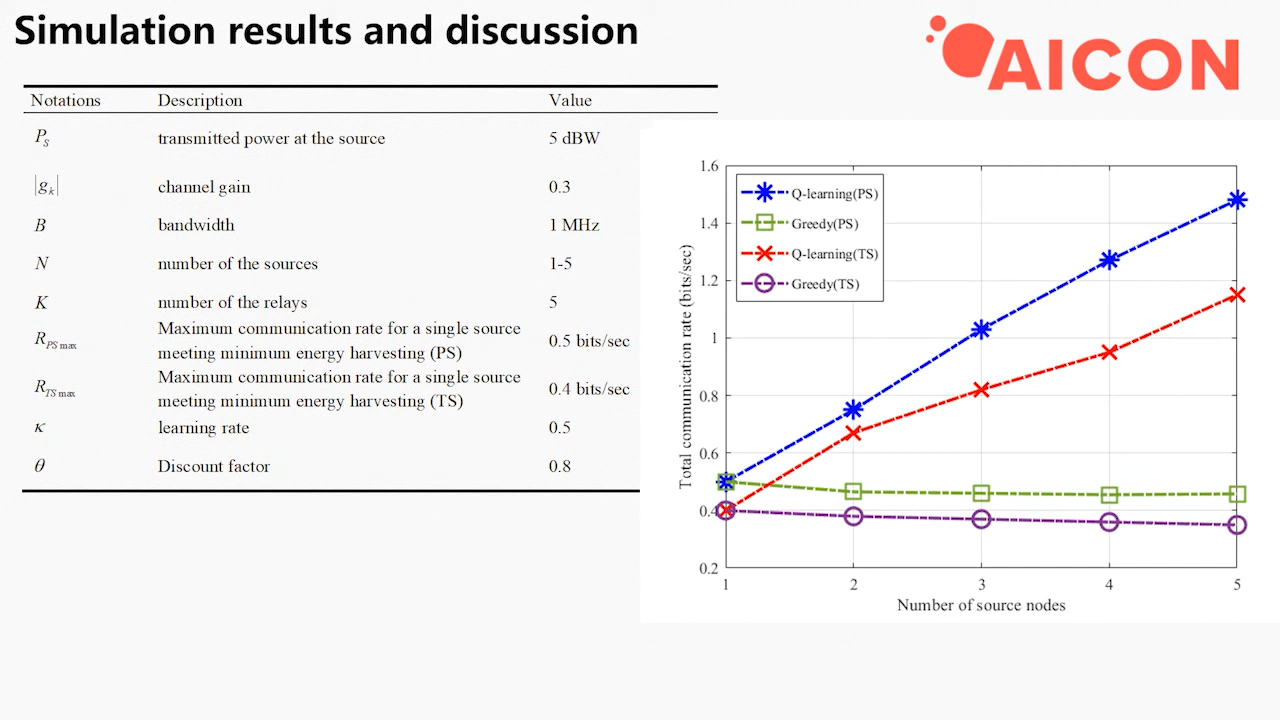 Simulation results and discussion
AICON
Notations Description Value
P_s transmitted power at the source 5 dBW
|g_k| channel gain 0.3
B bandwidth 1 MHz
N number of the sources 1-5
K number of the relays 5
R_PS max Maximum communication rate for a single source
meeting minimum energy harvesting (PS) 0.5 bits/sec
R_TS max Maximum communication rate for a single source
meeting minimum energy harvesting (TS) 0.4 bits/sec
κ learning rate 0.5
θ Discount factor 0.8
Total communication rate (bits/sec)
1.6
1.4
1.2
1
0.8
0.6
0.4
0.2
Q-learning(PS)
Greedy(PS)
Q-learning(TS)
Greedy(TS)
1 2 3 4 5
Number of source nodes